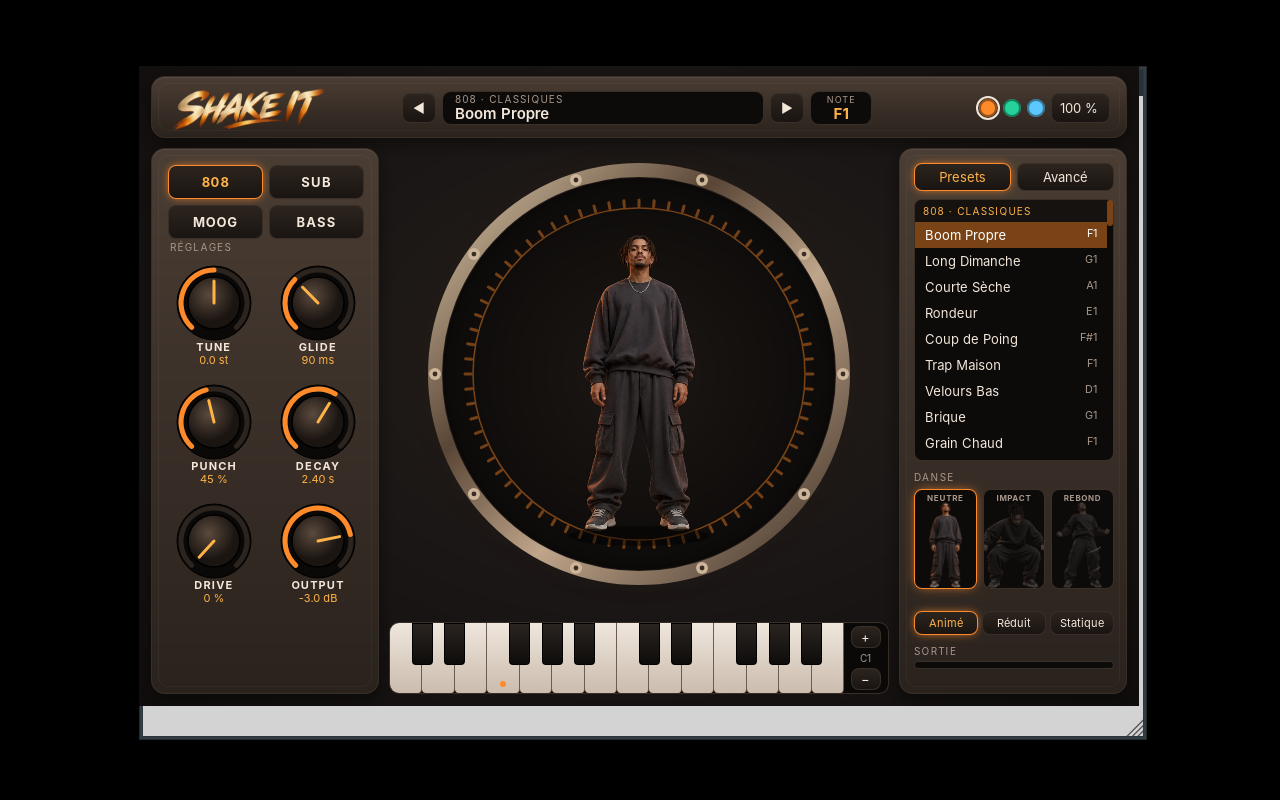 SHAKE IT
◀
808 · CLASSIQUES
Boom Propre
▶
NOTE
F1
100 %
808
SUB
MOOG
BASS
RÉGLAGES
TUNE
0.0 st
GLIDE
90 ms
PUNCH
45 %
DECAY
2.40 s
DRIVE
0 %
OUTPUT
-3.0 dB
+
C1
−
Presets
Avancé
808 · CLASSIQUES
Boom Propre F1
Long Dimanche G1
Courte Sèche A1
Rondeur E1
Coup de Poing F#1
Trap Maison F1
Velours Bas D1
Brique G1
Grain Chaud F1
DANSE
NEUTRE
IMPACT
REBOND
Animé
Réduit
Statique
SORTIE